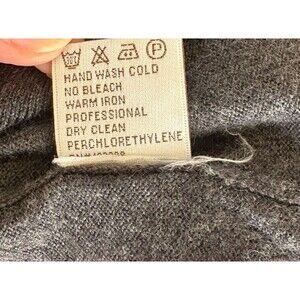 P
HAND WASH COLD
NO BLEACH
WARM IRON
PROFESSIONAL
DRY CLEAN
PERCHLORETHYLENE